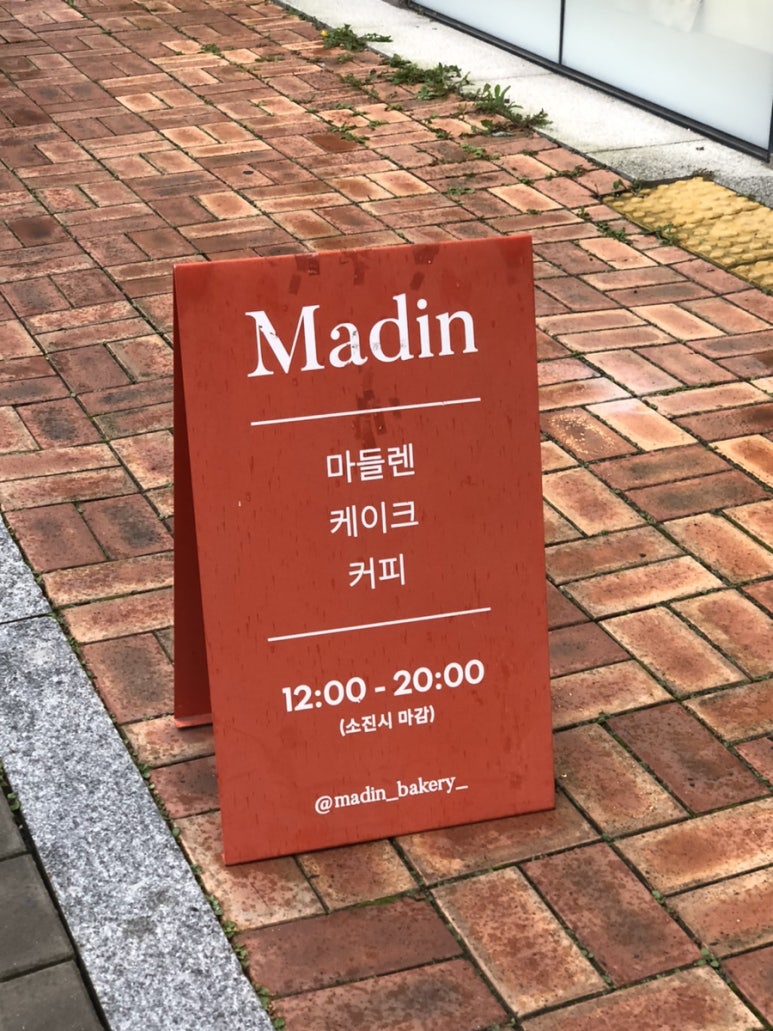 Madin
마들렌
케이크
커피
12:00 - 20:00
(소진시 마감)
@madin_bakery_